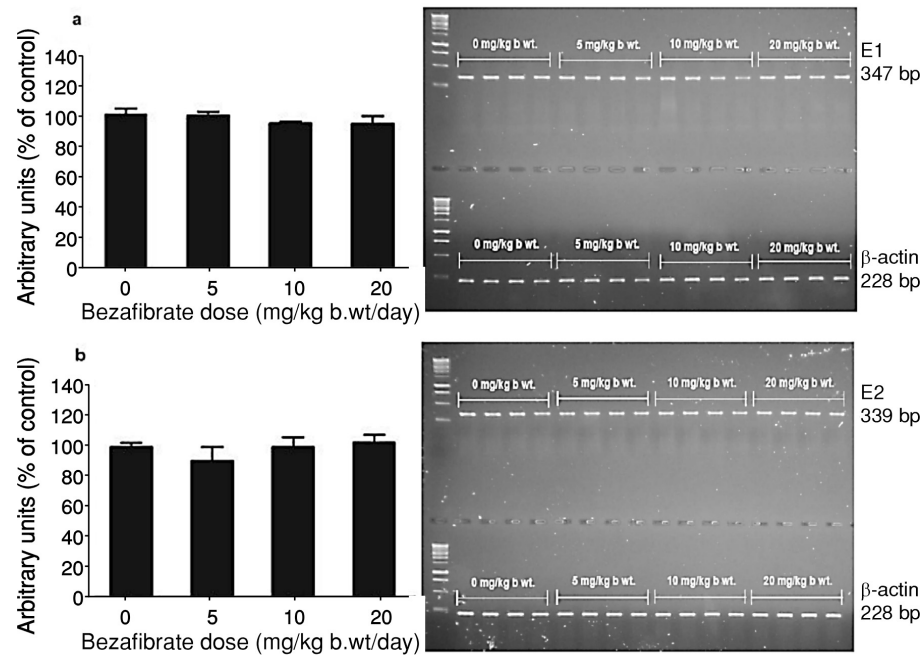 a
Arbitrary units (% of control)
140
120
100
80
60
40
20
0
0 5 10 20
Bezafibrate dose (mg/kg b.wt/day)
0 mg/kg b wt. 5 mg/kg b wt. 10 mg/kg b wt. 20 mg/kg b wt.
E1
347 bp
0 mg/kg b wt. 5 mg/kg b wt. 10 mg/kg b wt. 20 mg/kg b wt.
β-actin
228 bp
b
Arbitrary units (% of control)
140
120
100
80
60
40
20
0
0 5 10 20
Bezafibrate dose (mg/kg b.wt/day)
0 mg/kg b wt. 5 mg/kg b wt. 10 mg/kg b wt. 20 mg/kg b wt.
E2
339 bp
0 mg/kg b wt. 5 mg/kg b wt. 10 mg/kg b wt. 20 mg/kg b wt.
β-actin
228 bp